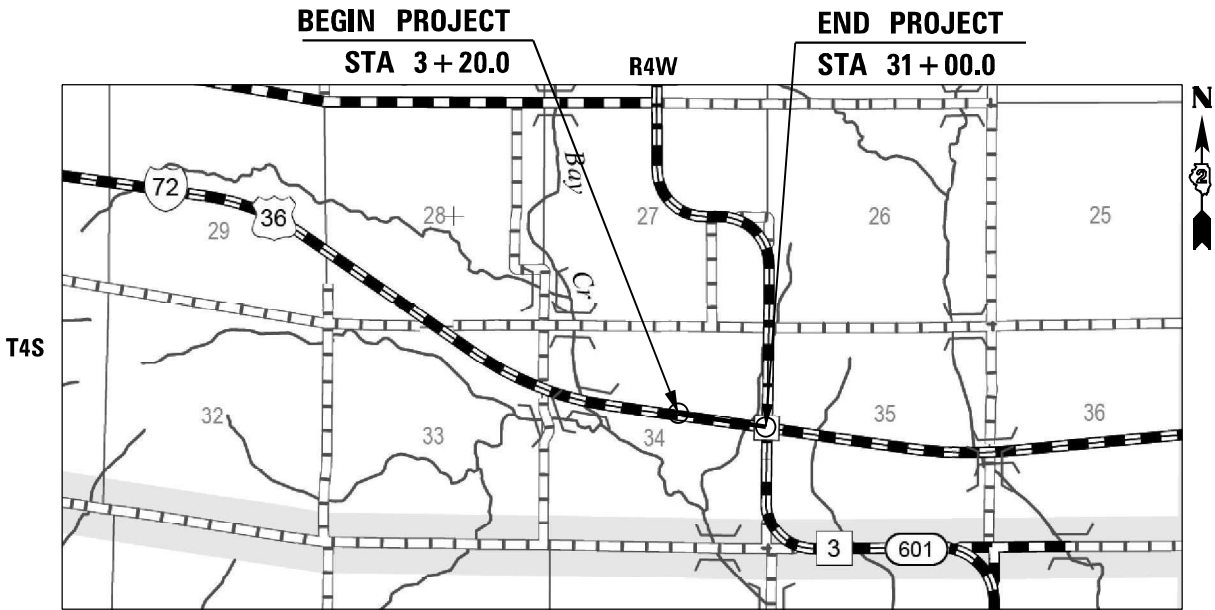 BEGIN PROJECT
STA 3+20.0
END PROJECT
STA 31+00.0
R4W
N
2
72
36
29
28
Bay
Cr
27
26
25
T4S
32
33
34
35
36
3
601